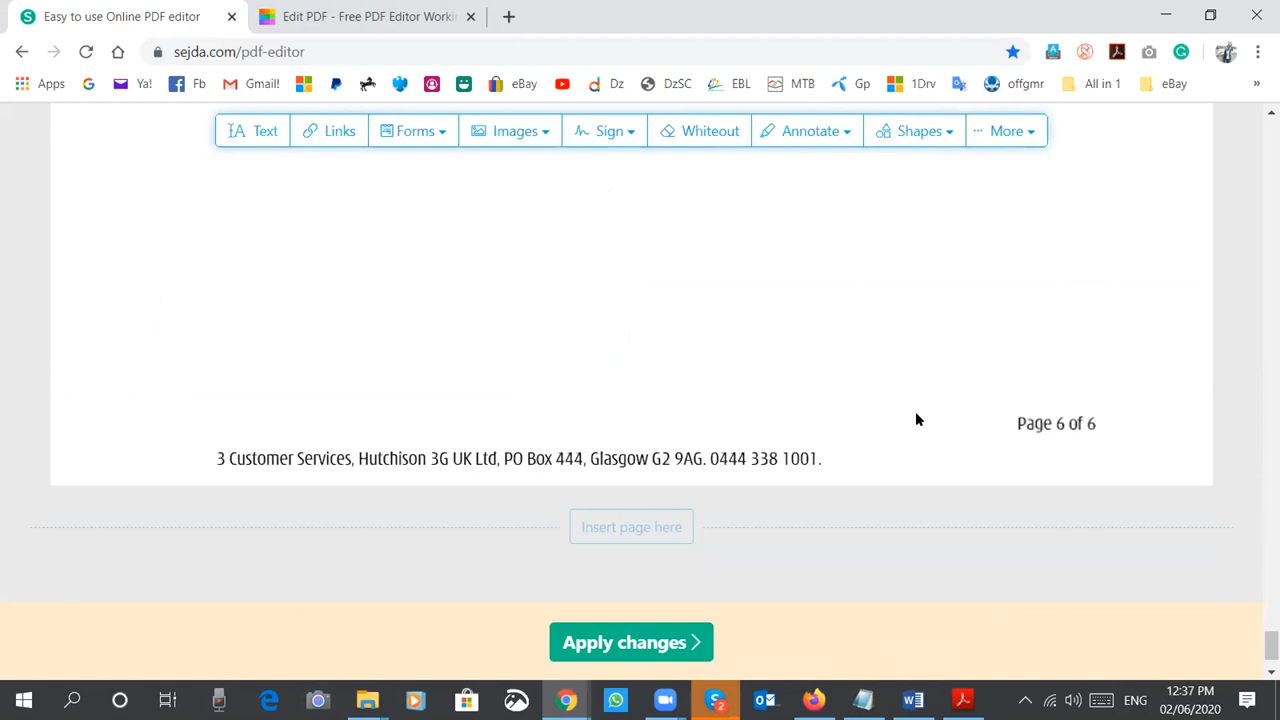 Easy to use Online PDF editor
Edit PDF - Free PDF Editor Worki
sejda.com/pdf-editor
Apps
Ya!
Fb
Gmail!
eBay
Dz
DzSC
EBL
MTB
Gp
1Drv
offgmr
All in 1
eBay
»
Text
Links
Forms
Images
Sign
Whiteout
Annotate
Shapes
More
Page 6 of 6
3 Customer Services, Hutchison 3G UK Ltd, PO Box 444, Glasgow G2 9AG. 0444 338 1001.
Insert page here
Apply changes
2
ENG
12:37 PM
02/06/2020